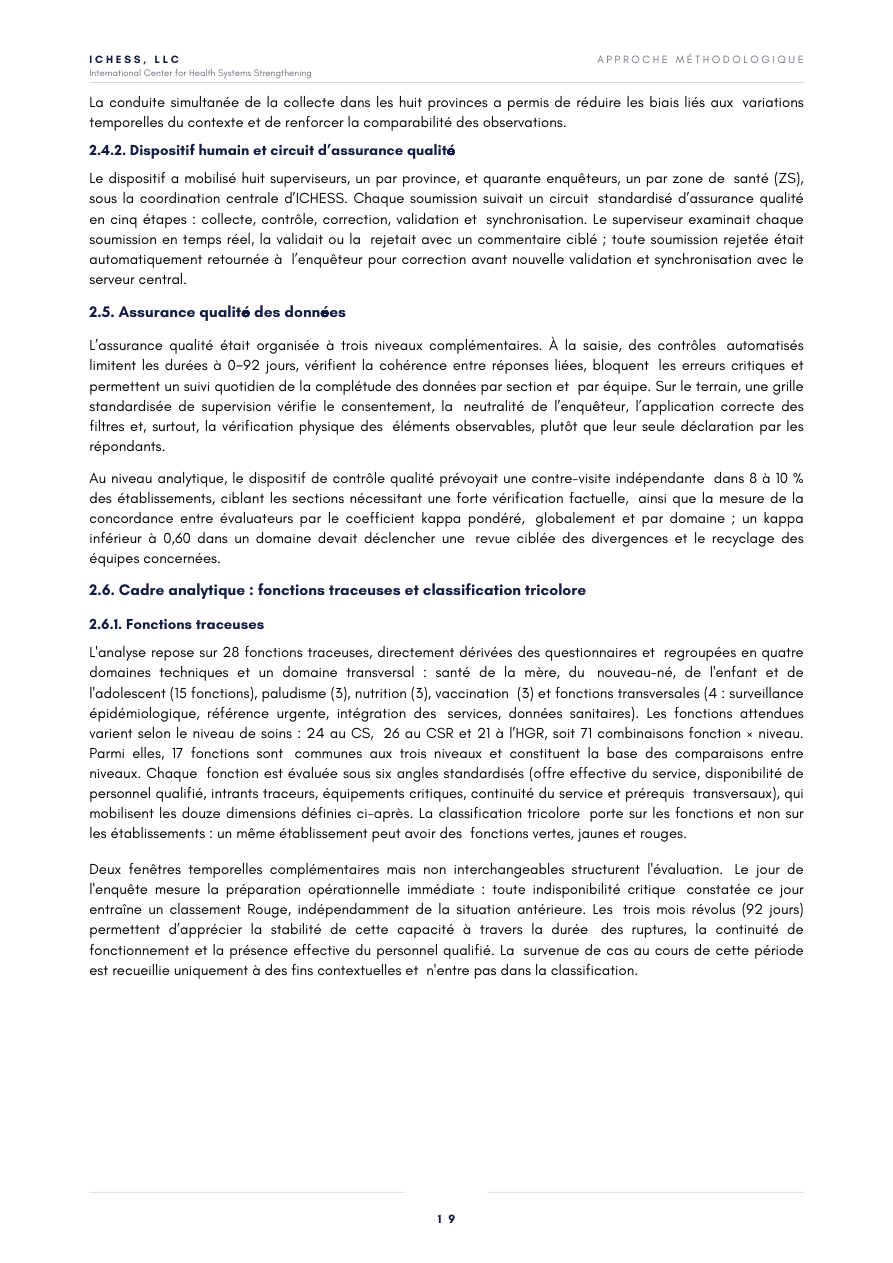 ICHESS, LLC
APPROCHE MÉTHODOLOGIQUE
International Center for Health Systems Strengthening
La conduite simultanée de la collecte dans les huit provinces a permis de réduire les biais liés aux variations
temporelles du contexte et de renforcer la comparabilité des observations.
2.4.2. Dispositif humain et circuit d’assurance qualité
Le dispositif a mobilisé huit superviseurs, un par province, et quarante enquêteurs, un par zone de santé (ZS),
sous la coordination centrale d’ICHESS. Chaque soumission suivait un circuit standardisé d’assurance qualité
en cinq étapes : collecte, contrôle, correction, validation et synchronisation. Le superviseur examinait chaque
soumission en temps réel, la validait ou la rejetait avec un commentaire ciblé ; toute soumission rejetée était
automatiquement retournée à l’enquêteur pour correction avant nouvelle validation et synchronisation avec le
serveur central.
2.5. Assurance qualité des données
L’assurance qualité était organisée à trois niveaux complémentaires. À la saisie, des contrôles automatisés
limitent les durées à 0–92 jours, vérifient la cohérence entre réponses liées, bloquent les erreurs critiques et
permettent un suivi quotidien de la complétude des données par section et par équipe. Sur le terrain, une grille
standardisée de supervision vérifie le consentement, la neutralité de l’enquêteur, l’application correcte des
filtres et, surtout, la vérification physique des éléments observables, plutôt que leur seule déclaration par les
répondants.
Au niveau analytique, le dispositif de contrôle qualité prévoyait une contre-visite indépendante dans 8 à 10 %
des établissements, ciblant les sections nécessitant une forte vérification factuelle, ainsi que la mesure de la
concordance entre évaluateurs par le coefficient kappa pondéré, globalement et par domaine ; un kappa
inférieur à 0,60 dans un domaine devait déclencher une revue ciblée des divergences et le recyclage des
équipes concernées.
2.6. Cadre analytique : fonctions traceuses et classification tricolore
2.6.1. Fonctions traceuses
L'analyse repose sur 28 fonctions traceuses, directement dérivées des questionnaires et regroupées en quatre
domaines techniques et un domaine transversal : santé de la mère, du nouveau-né, de l'enfant et de
l'adolescent (15 fonctions), paludisme (3), nutrition (3), vaccination (3) et fonctions transversales (4 : surveillance
épidémiologique, référence urgente, intégration des services, données sanitaires). Les fonctions attendues
varient selon le niveau de soins : 24 au CS, 26 au CSR et 21 à l’HGR, soit 71 combinaisons fonction × niveau.
Parmi elles, 17 fonctions sont communes aux trois niveaux et constituent la base des comparaisons entre
niveaux. Chaque fonction est évaluée sous six angles standardisés (offre effective du service, disponibilité de
personnel qualifié, intrants traceurs, équipements critiques, continuité du service et prérequis transversaux), qui
mobilisent les douze dimensions définies ci-après. La classification tricolore porte sur les fonctions et non sur
les établissements : un même établissement peut avoir des fonctions vertes, jaunes et rouges.
Deux fenêtres temporelles complémentaires mais non interchangeables structurent l'évaluation. Le jour de
l'enquête mesure la préparation opérationnelle immédiate : toute indisponibilité critique constatée ce jour
entraîne un classement Rouge, indépendamment de la situation antérieure. Les trois mois révolus (92 jours)
permettent d’apprécier la stabilité de cette capacité à travers la durée des ruptures, la continuité de
fonctionnement et la présence effective du personnel qualifié. La survenue de cas au cours de cette période
est recueillie uniquement à des fins contextuelles et n'entre pas dans la classification.
19